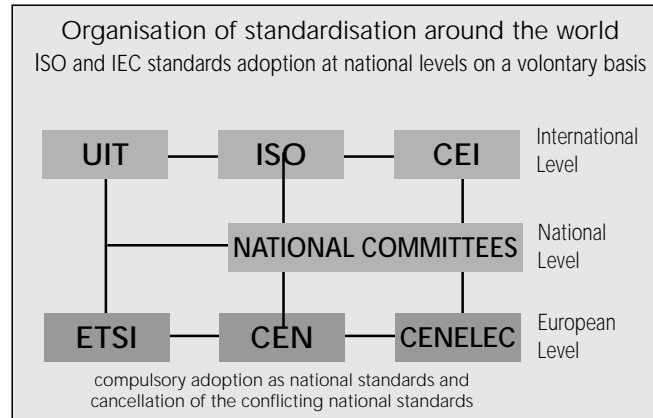 Organisation of standardisation around the world
ISO and IEC standards adoption at national levels on a volontary basis
UIT ISO CEI International
Level
NATIONAL COMMITTEES National
Level
ETSI CEN CENELEC European
Level
compulsory adoption as national standards and
cancellation of the conflicting national standards